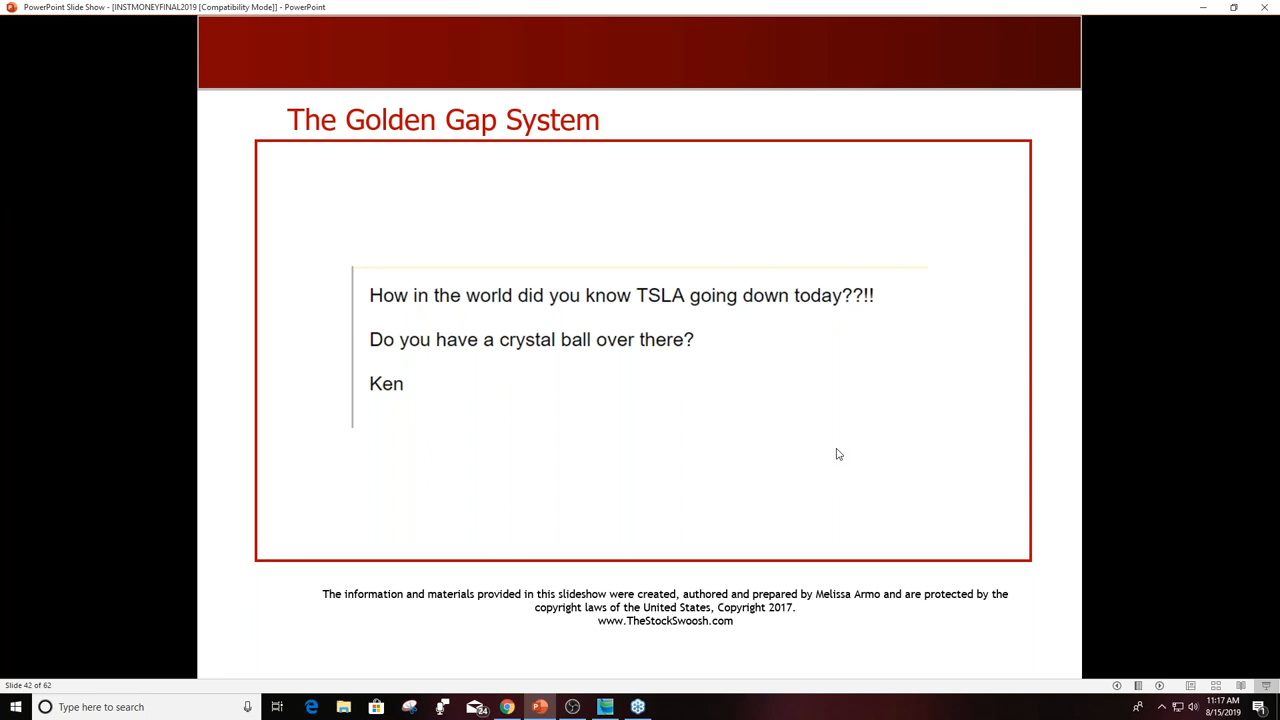 PowerPoint Slide Show - [INSTMONEYFINAL2019 [Compatibility Mode]] - PowerPoint
The Golden Gap System
How in the world did you know TSLA going down today??!!
Do you have a crystal ball over there?
Ken
The information and materials provided in this slideshow were created, authored and prepared by Melissa Armo and are protected by the
copyright laws of the United States, Copyright 2017.
www.TheStockSwoosh.com
Slide 42 of 62
Type here to search
24
11:17 AM
8/15/2019
1